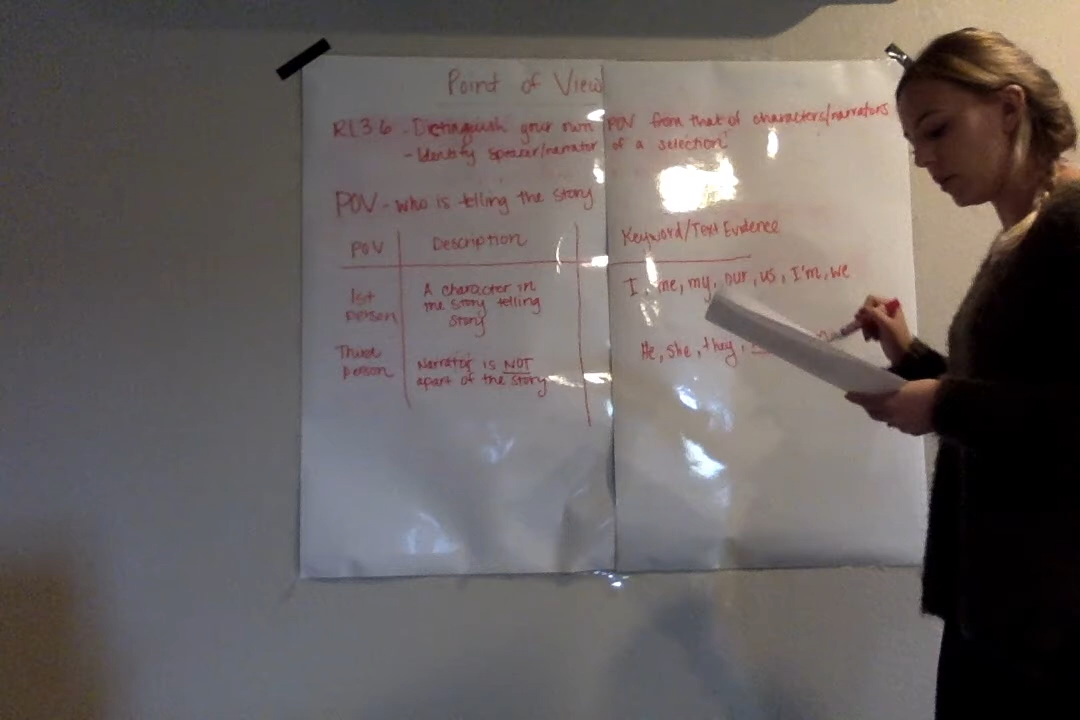 Point of View
RL3.6 - Distinguish your own POV from that of characters/narrators
- Identify speaker/narrator of a selection
POV - who is telling the story
POV Description Keyword/Text Evidence
1st person A character in the story telling story I, me, my, our, us, I'm, we
Third person Narrator is NOT apart of the story He, she, they,